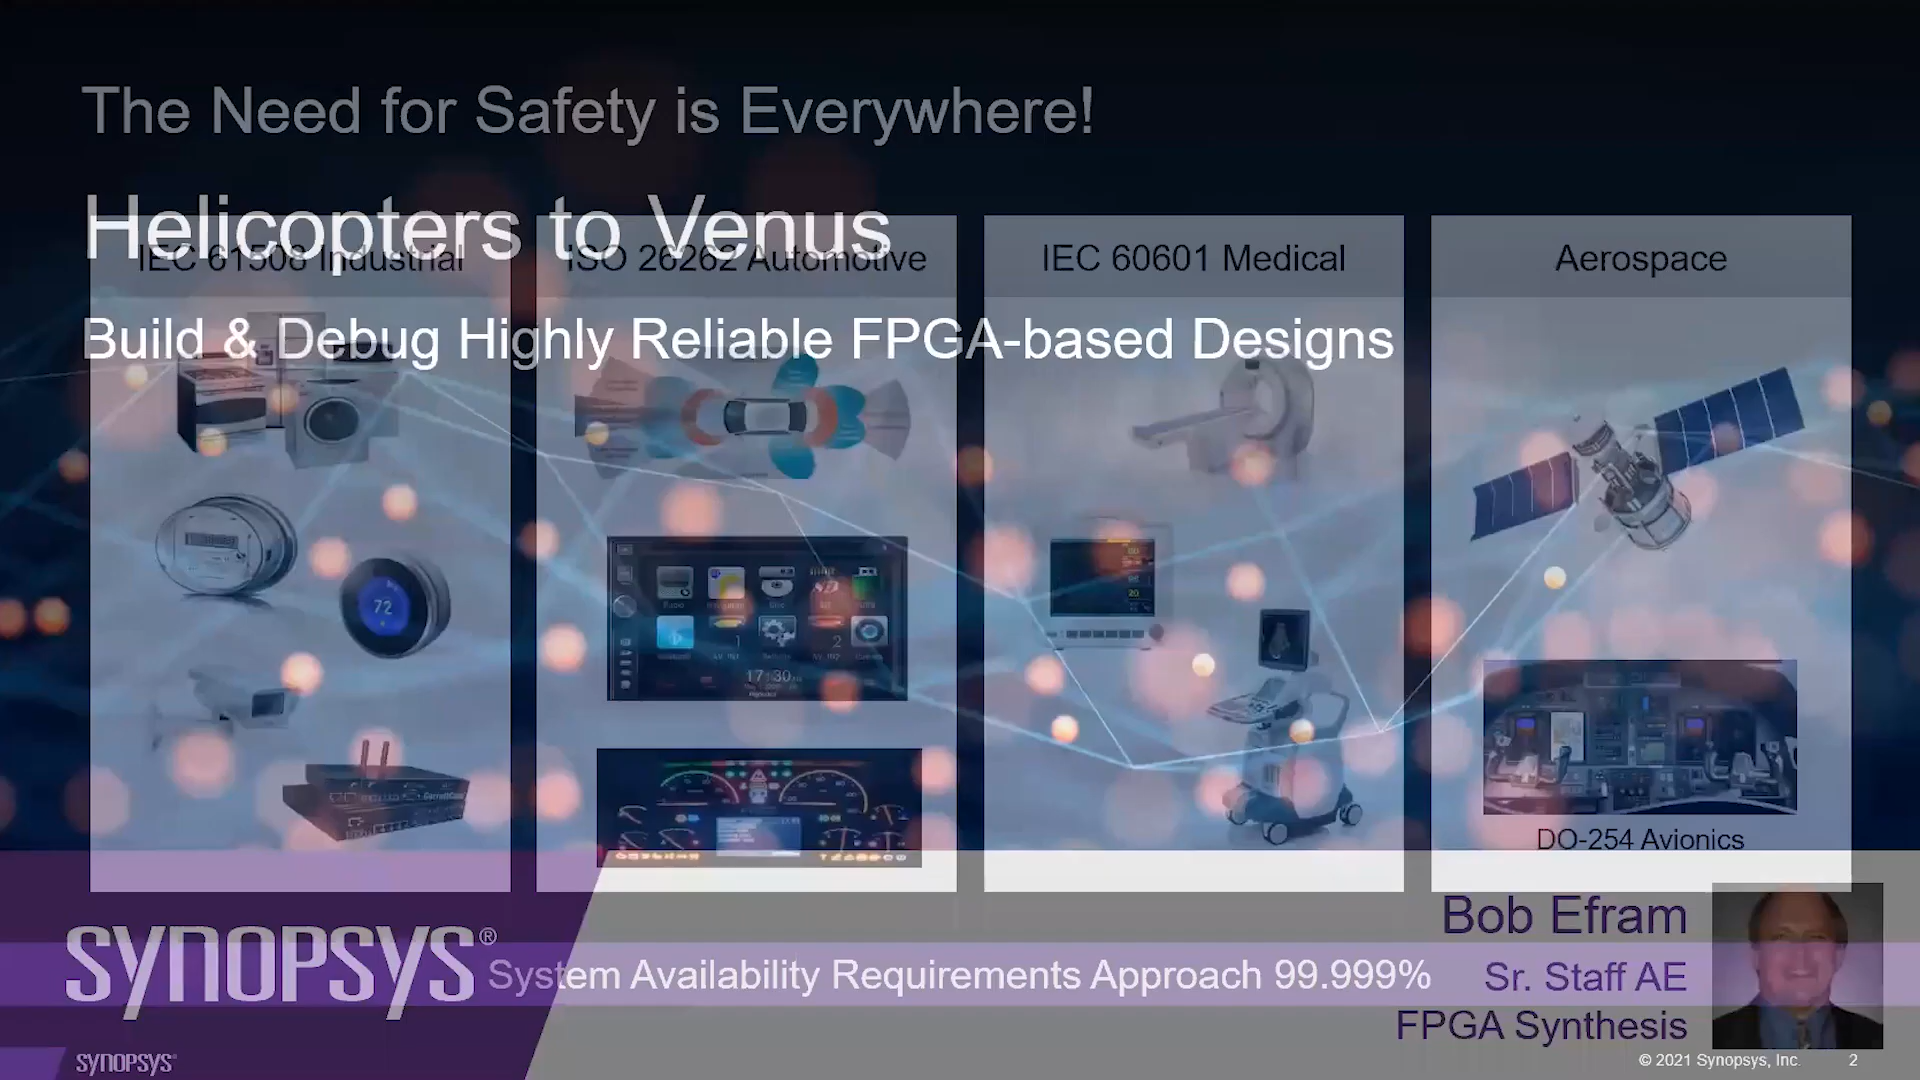 The Need for Safety is Everywhere!
Helicopters to Venus
IEC 61508 Industrial
ISO 26262 Automotive
IEC 60601 Medical
Aerospace
Build & Debug Highly Reliable FPGA-based Designs
72
17:30
DO-254 Avionics
SYNOPSYS®
System Availability Requirements Approach 99.999%
Bob Efram
Sr. Staff AE
FPGA Synthesis
SYNOPSYS
© 2021 Synopsys, Inc.
2